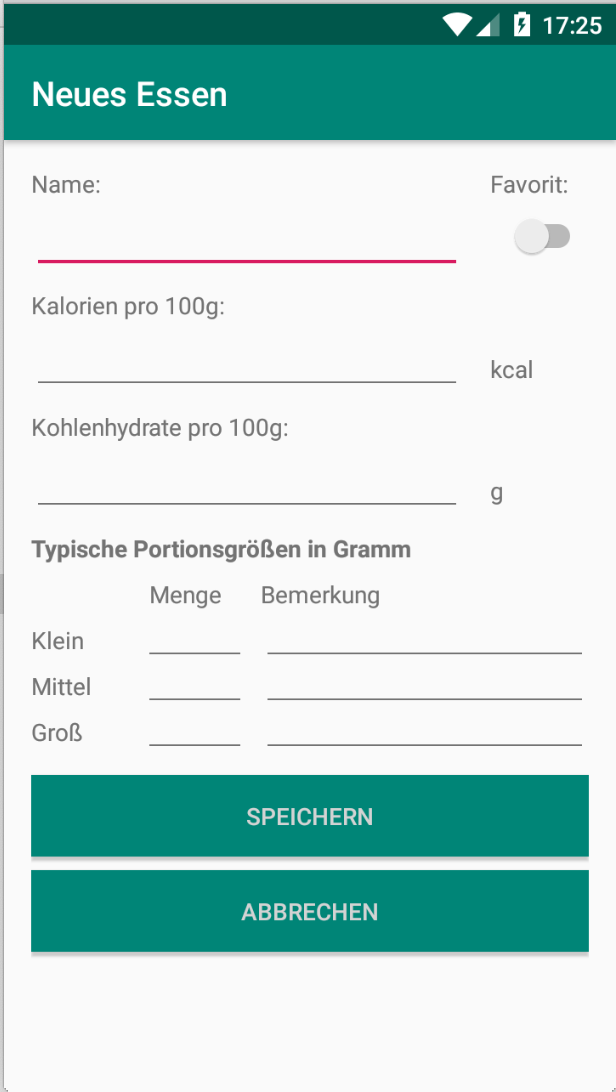 17:25
Neues Essen
Name: Favorit:
Kalorien pro 100g:
kcal
Kohlenhydrate pro 100g:
g
Typische Portionsgrößen in Gramm
Menge Bemerkung
Klein
Mittel
Groß
SPEICHERN
ABBRECHEN